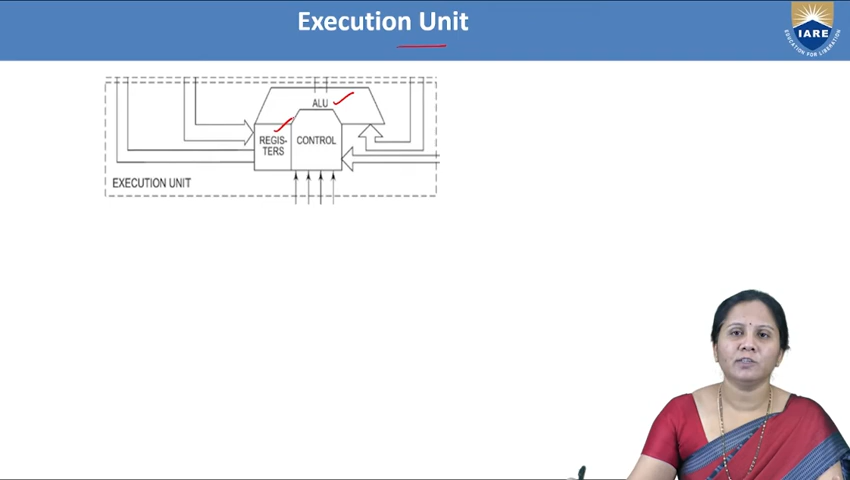 Execution Unit
IARE
EDUCATION FOR LIBERATION
ALU
REGIS-
TERS
CONTROL
EXECUTION UNIT